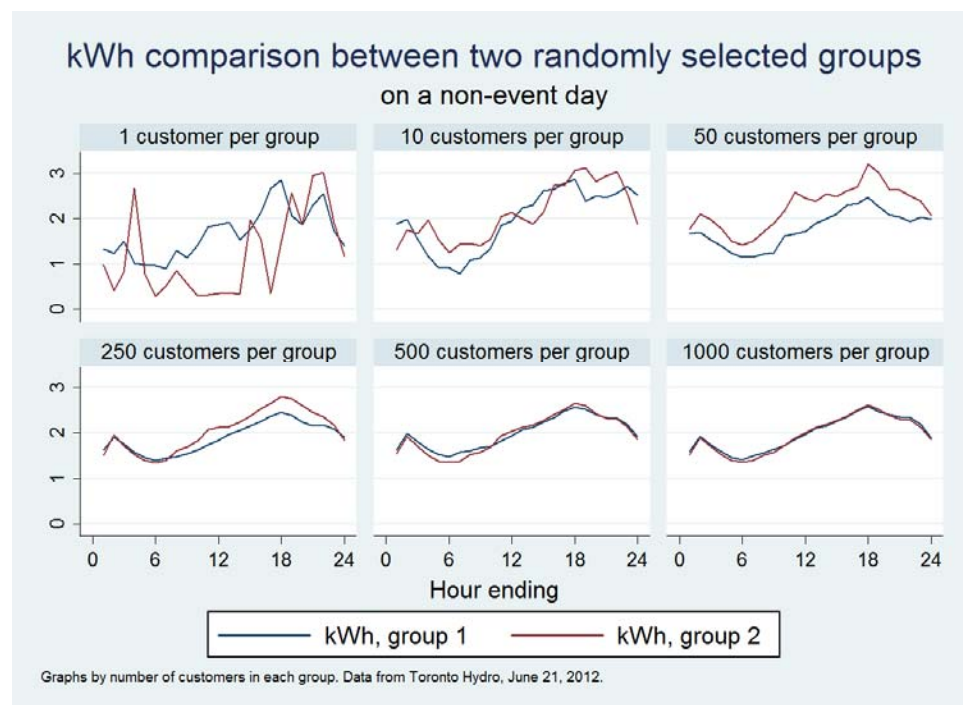 kWh comparison between two randomly selected groups
on a non-event day
1 customer per group
10 customers per group
50 customers per group
3
2
1
0
250 customers per group
500 customers per group
1000 customers per group
3
2
1
0
0 6 12 18 24
0 6 12 18 24
0 6 12 18 24
Hour ending
kWh, group 1
kWh, group 2
Graphs by number of customers in each group. Data from Toronto Hydro, June 21, 2012.